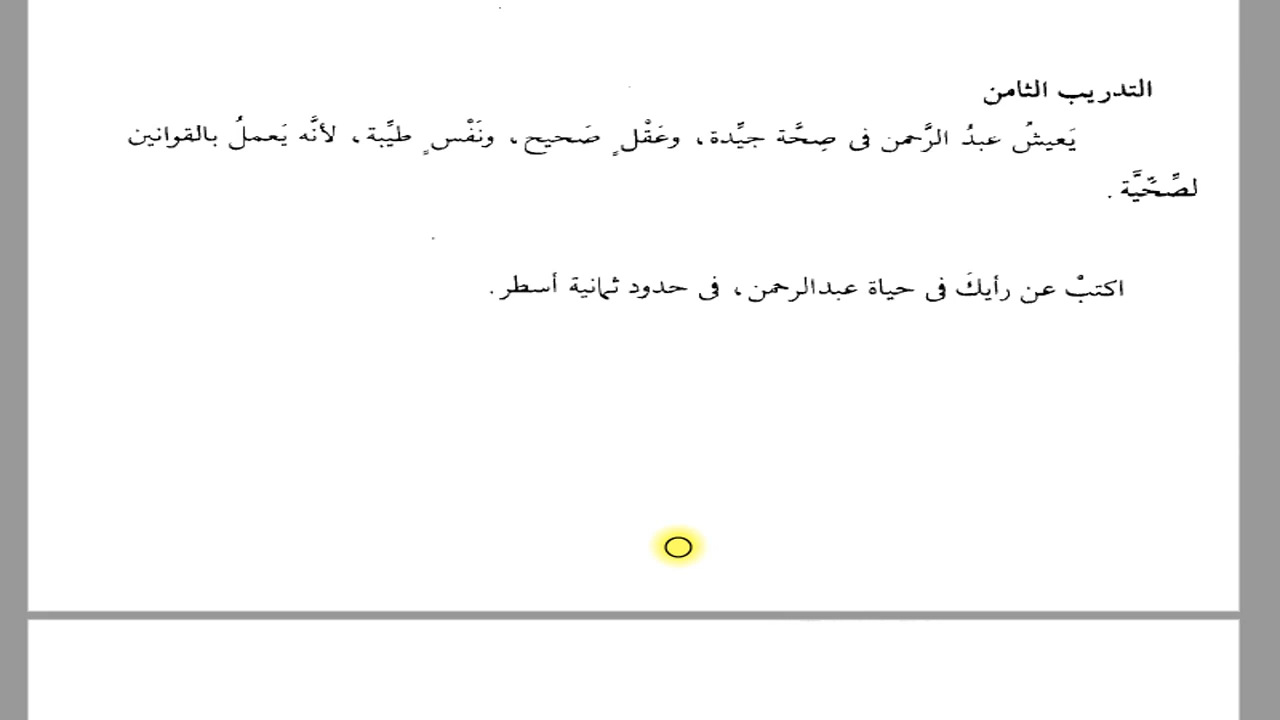 التدريب الثامن
يَعيشُ عبدُ الرَّحمن فى صِحَّة جيِّدة، وعَقْلٍ صَحيح، ونَفْسٍ طيِّبة، لأنَّه يَعملُ بالقوانين
لصِّحِّيَّة .
اكتبْ عن رأيكَ فى حياة عبدالرحمن، فى حدود ثمانية أسطر.